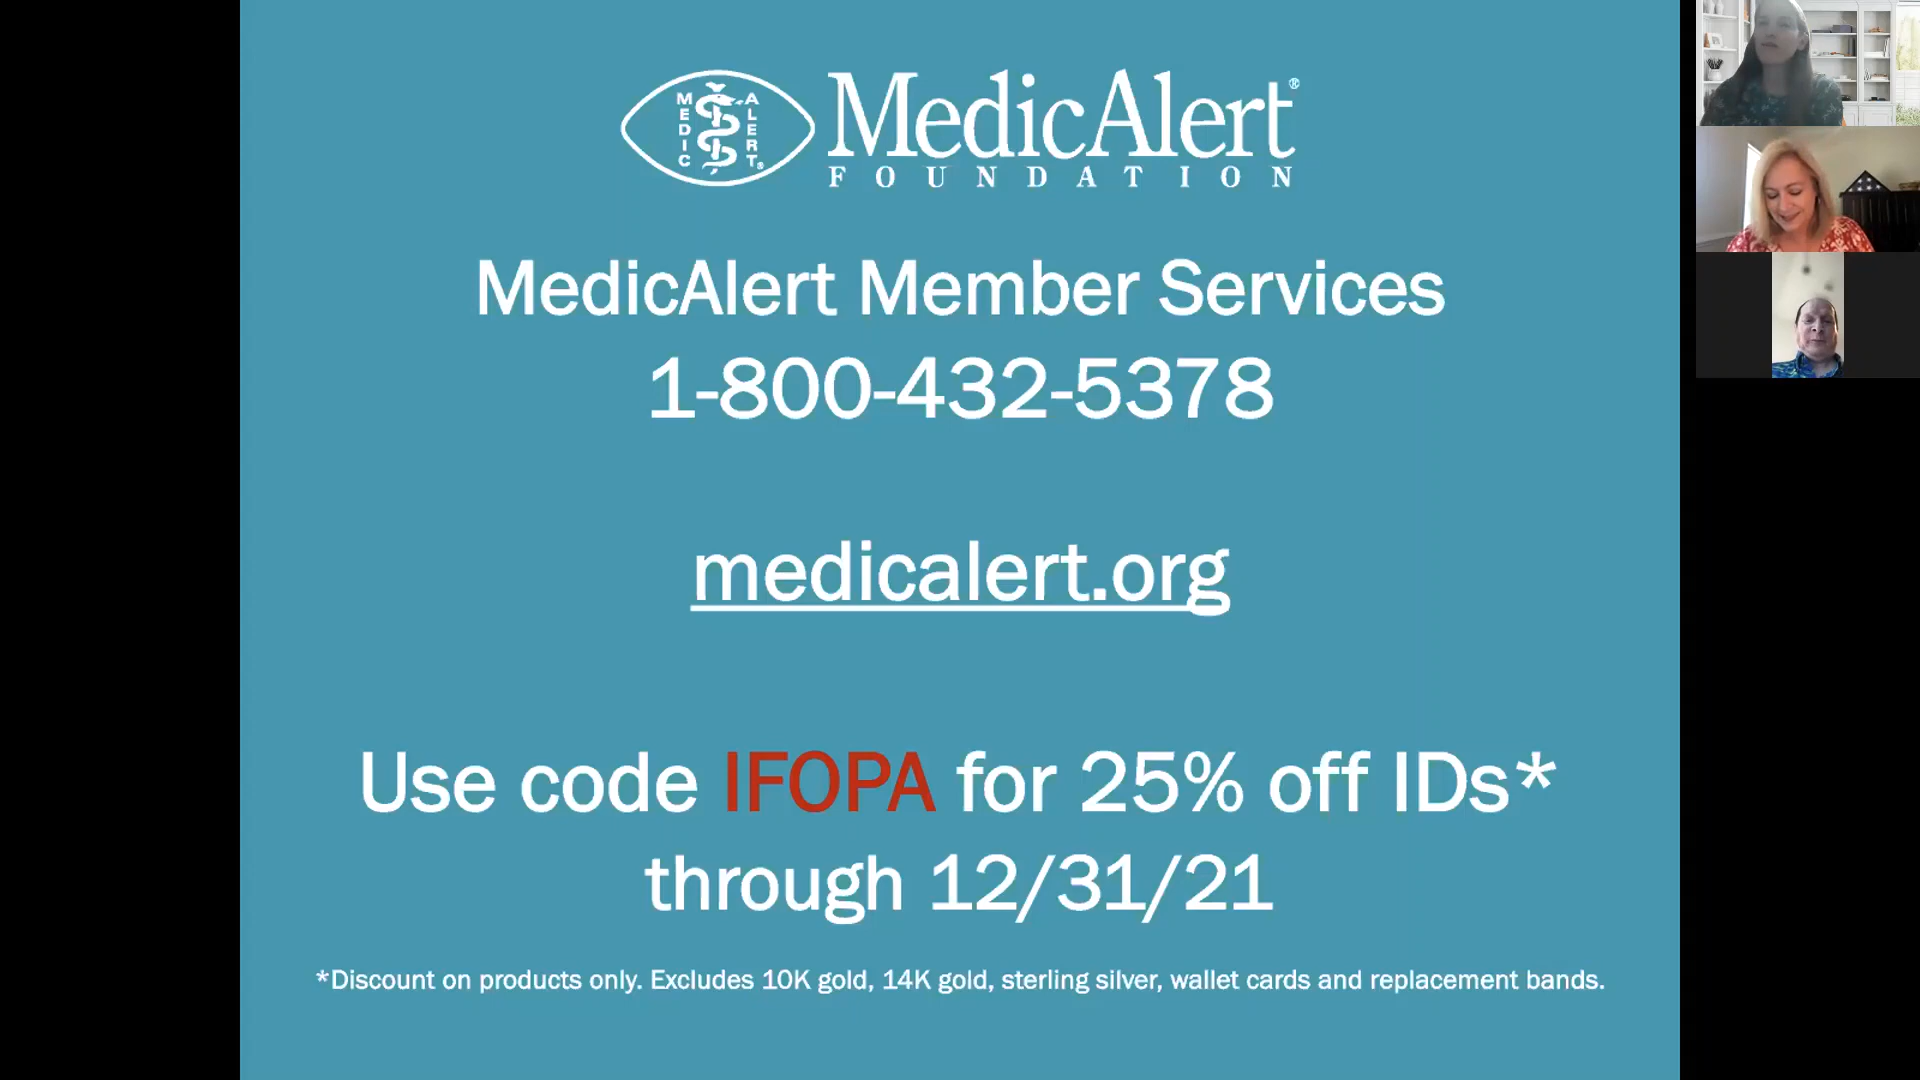 MEDIC ALERT®
MedicAlert®
FOUNDATION
MedicAlert Member Services
1-800-432-5378
medicalert.org
Use code IFOPA for 25% off IDs*
through 12/31/21
*Discount on products only. Excludes 10K gold, 14K gold, sterling silver, wallet cards and replacement bands.